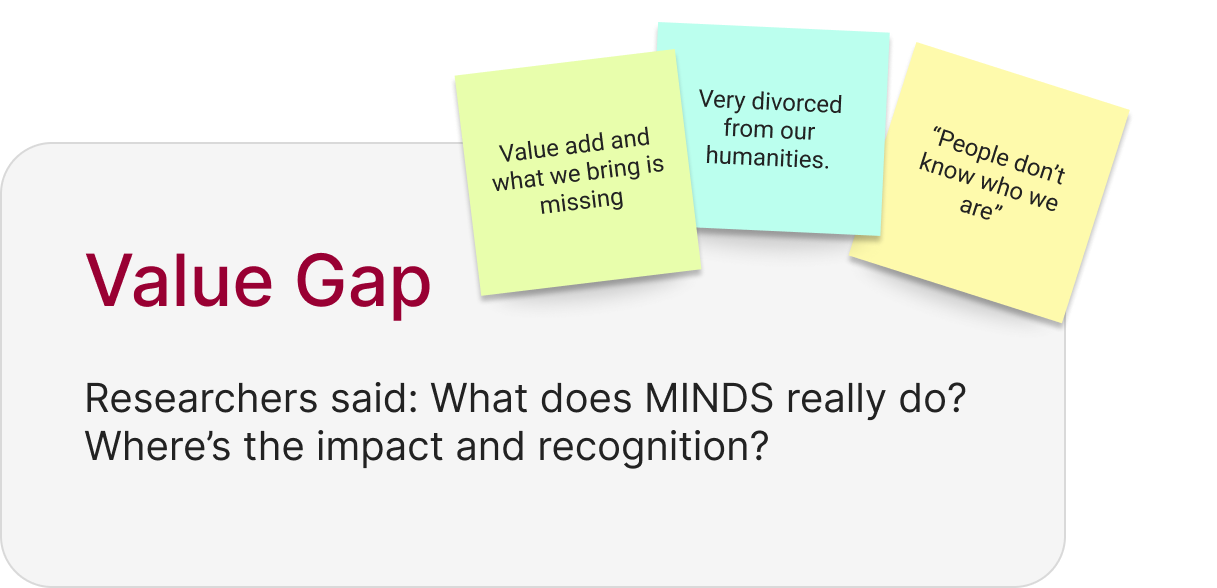 Value add and
what we bring is
missing
Very divorced
from our
humanities.
“People don’t
know who we
are”
Value Gap
Researchers said: What does MINDS really do?
Where’s the impact and recognition?